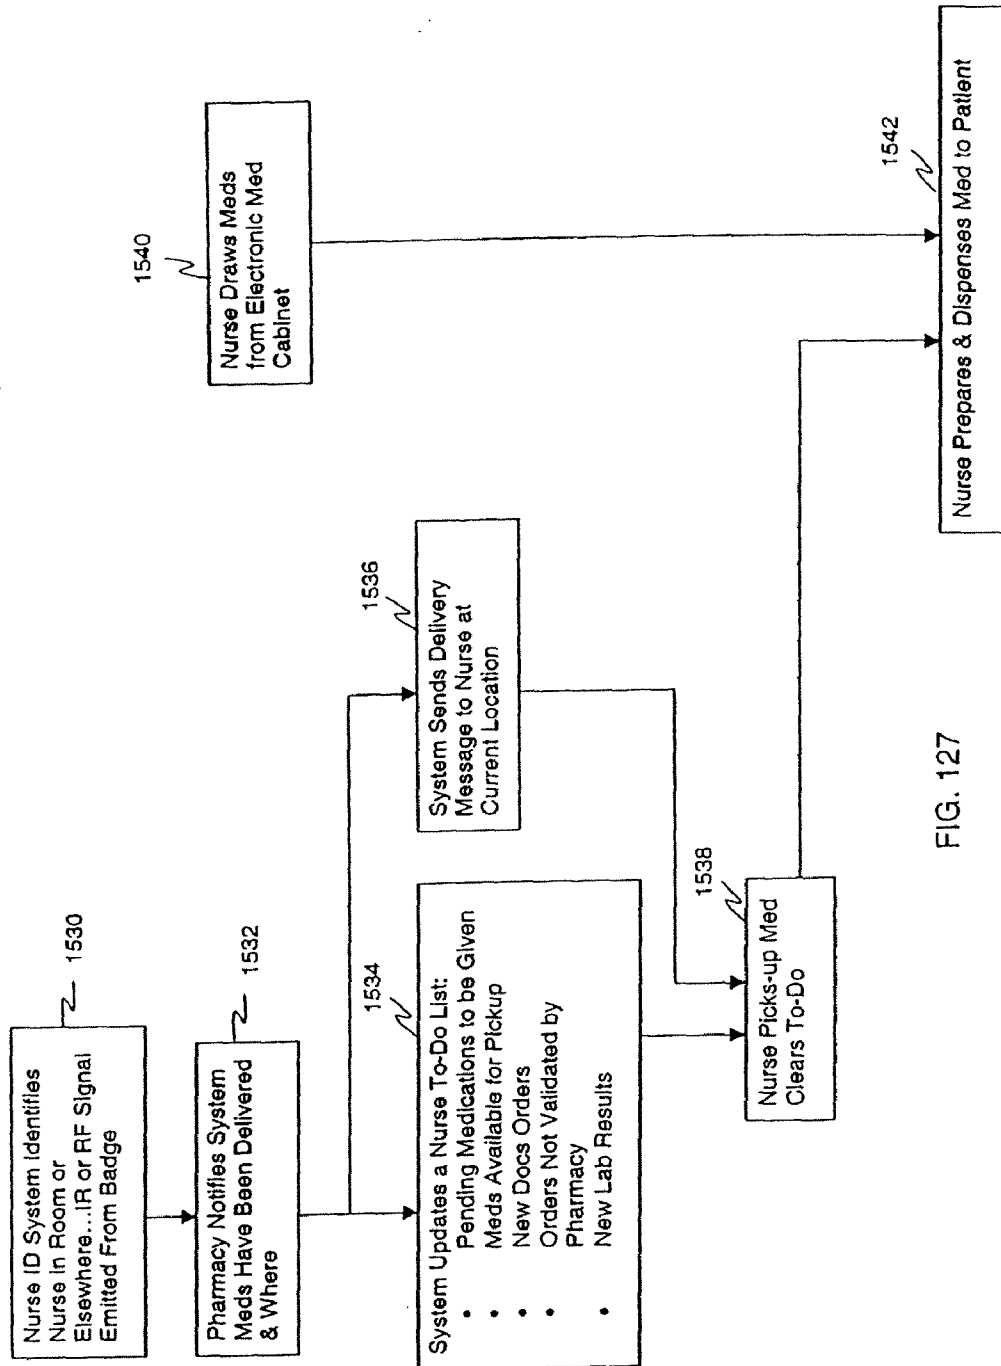 1530
Nurse ID System Identifies
Nurse in Room or
Elsewhere...IR or RF Signal
Emitted From Badge
1532
Pharmacy Notifies System
Meds Have Been Delivered
& Where
1534
System Updates a Nurse To-Do List:
• Pending Medications to be Given
• Meds Available for Pickup
• New Docs Orders
• Orders Not Validated by
Pharmacy
• New Lab Results
1536
System Sends Delivery
Message to Nurse at
Current Location
1538
Nurse Picks-up Med
Clears To-Do
1540
Nurse Draws Meds
from Electronic Med
Cabinet
1542
Nurse Prepares & Dispenses Med to Patient
FIG. 127